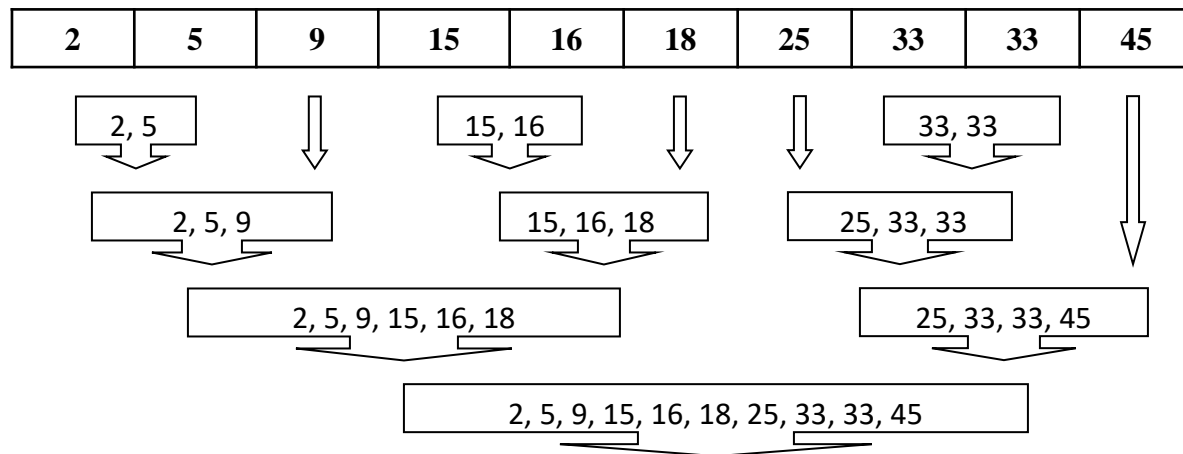 2 5 9 15 16 18 25 33 33 45
2, 5 15, 16 33, 33
2, 5, 9 15, 16, 18 25, 33, 33
2, 5, 9, 15, 16, 18 25, 33, 33, 45
2, 5, 9, 15, 16, 18, 25, 33, 33, 45